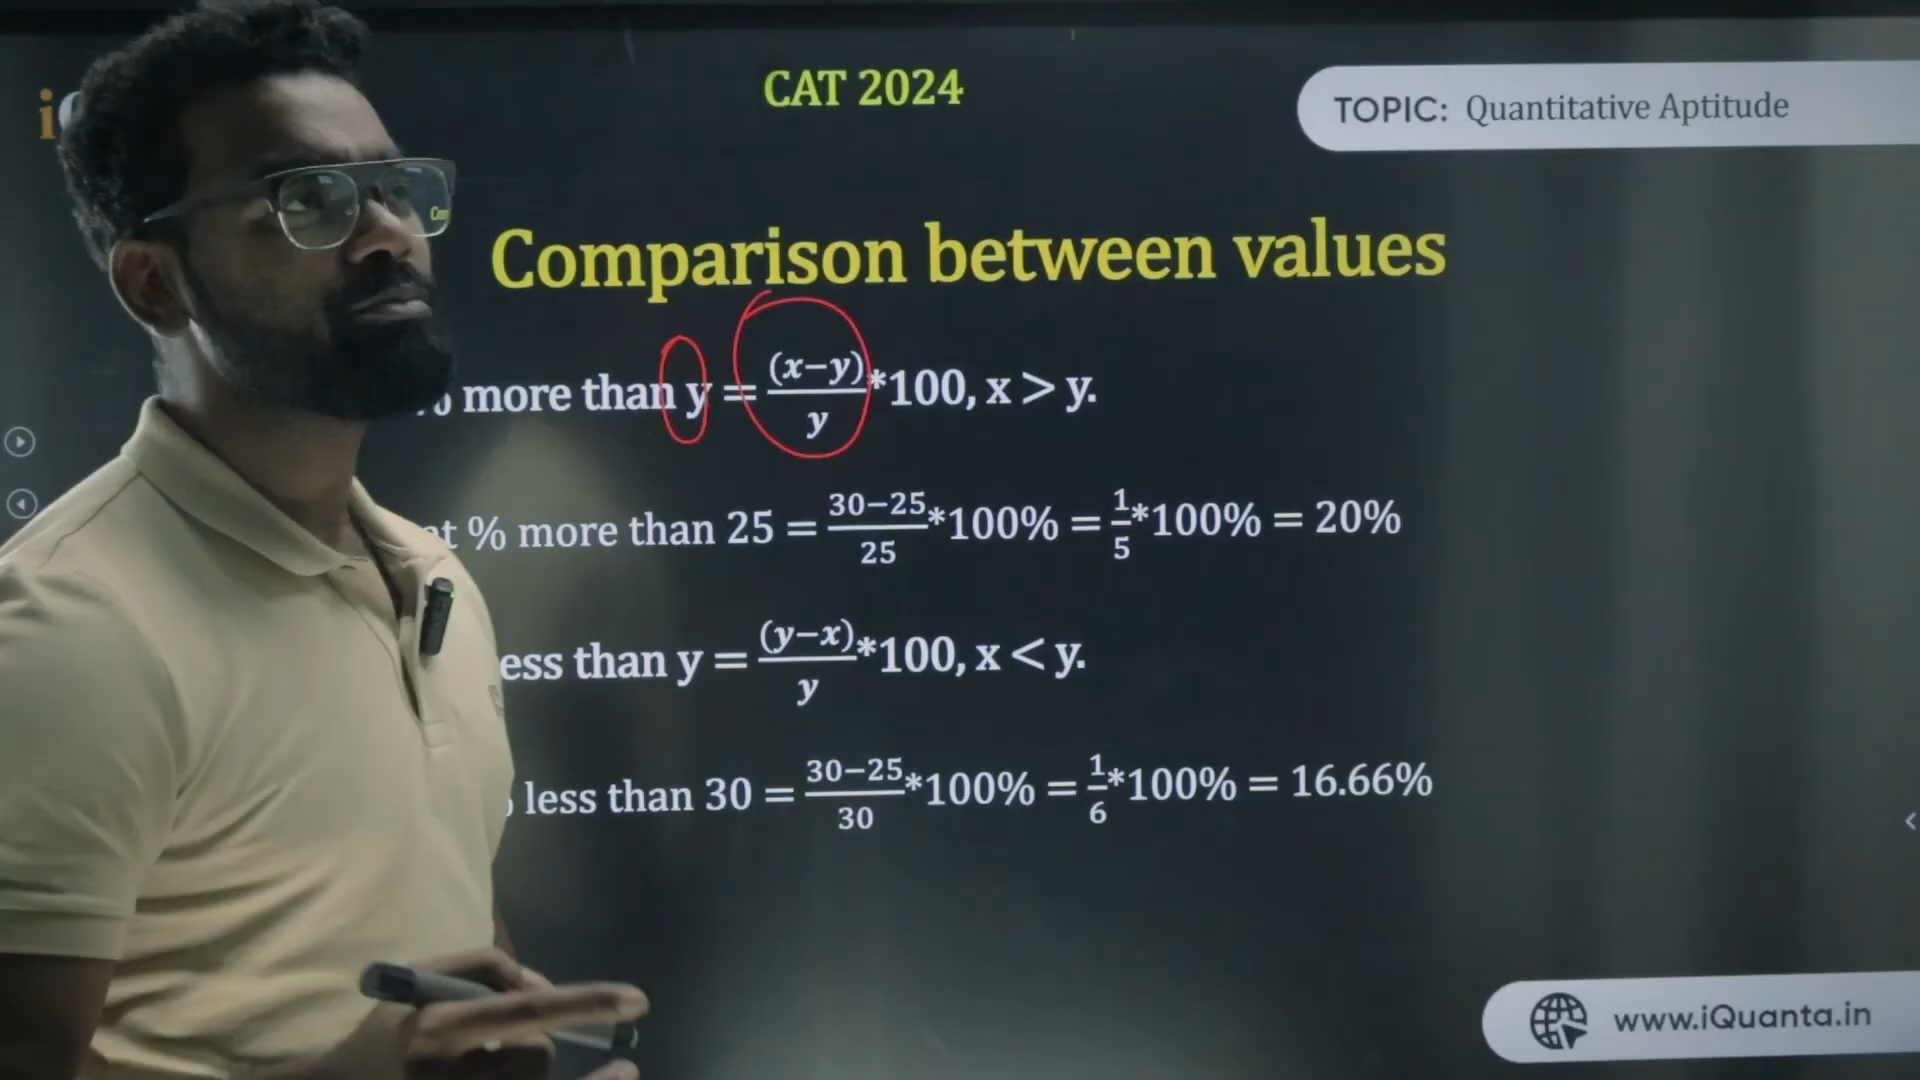 CAT 2024
TOPIC: Quantitative Aptitude
Comparison between values
more than y = (x−y)/y *100, x > y.
% more than 25 = 30−25/25 *100% = 1/5 *100% = 20%
than y = (y−x)/y *100, x < y.
less than 30 = 30−25/30 *100% = 1/6 *100% = 16.66%
www.iQuanta.in